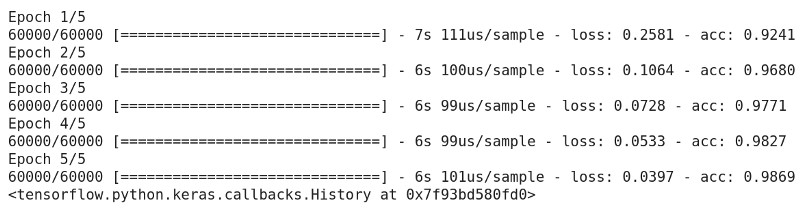 Epoch 1/5
60000/60000 [==============================] - 7s 111us/sample - loss: 0.2581 - acc: 0.9241
Epoch 2/5
60000/60000 [==============================] - 6s 100us/sample - loss: 0.1064 - acc: 0.9680
Epoch 3/5
60000/60000 [==============================] - 6s 99us/sample - loss: 0.0728 - acc: 0.9771
Epoch 4/5
60000/60000 [==============================] - 6s 99us/sample - loss: 0.0533 - acc: 0.9827
Epoch 5/5
60000/60000 [==============================] - 6s 101us/sample - loss: 0.0397 - acc: 0.9869
<tensorflow.python.keras.callbacks.History at 0x7f93bd580fd0>